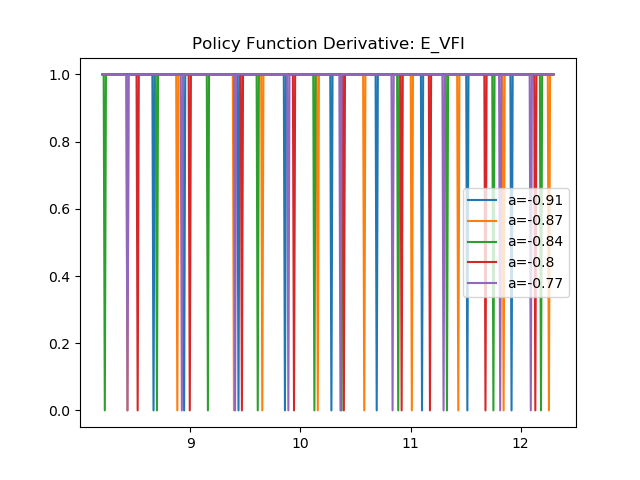 Policy Function Derivative: E_VFI
1.0
0.8
0.6
0.4
0.2
0.0
a=-0.91
a=-0.87
a=-0.84
a=-0.8
a=-0.77
9 10 11 12